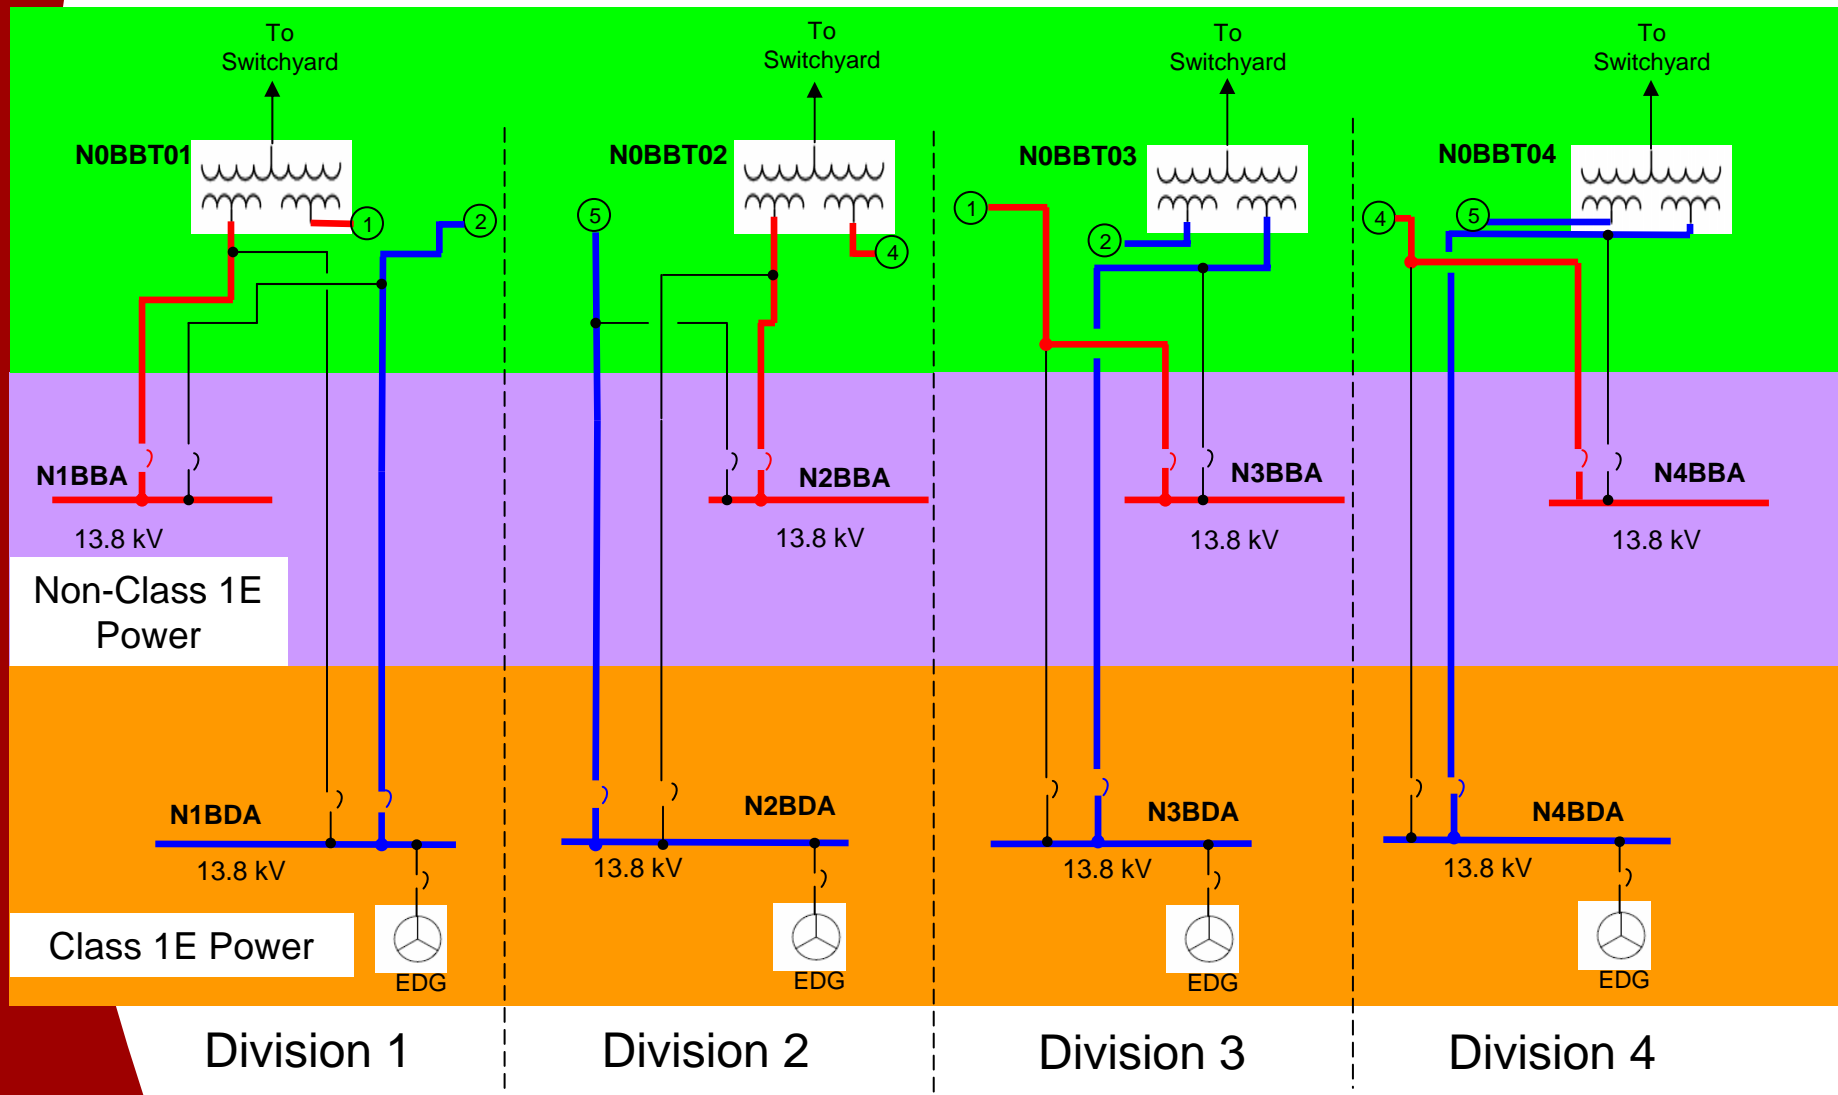 To
Switchyard
To
Switchyard
To
Switchyard
To
Switchyard
N0BBT01
N0BBT02
N0BBT03
N0BBT04
1
2
5
4
1
2
4
5
N1BBA
N2BBA
N3BBA
N4BBA
13.8 kV
13.8 kV
13.8 kV
13.8 kV
Non-Class 1E
Power
N1BDA
N2BDA
N3BDA
N4BDA
13.8 kV
13.8 kV
13.8 kV
13.8 kV
Class 1E Power
EDG
EDG
EDG
EDG
Division 1
Division 2
Division 3
Division 4